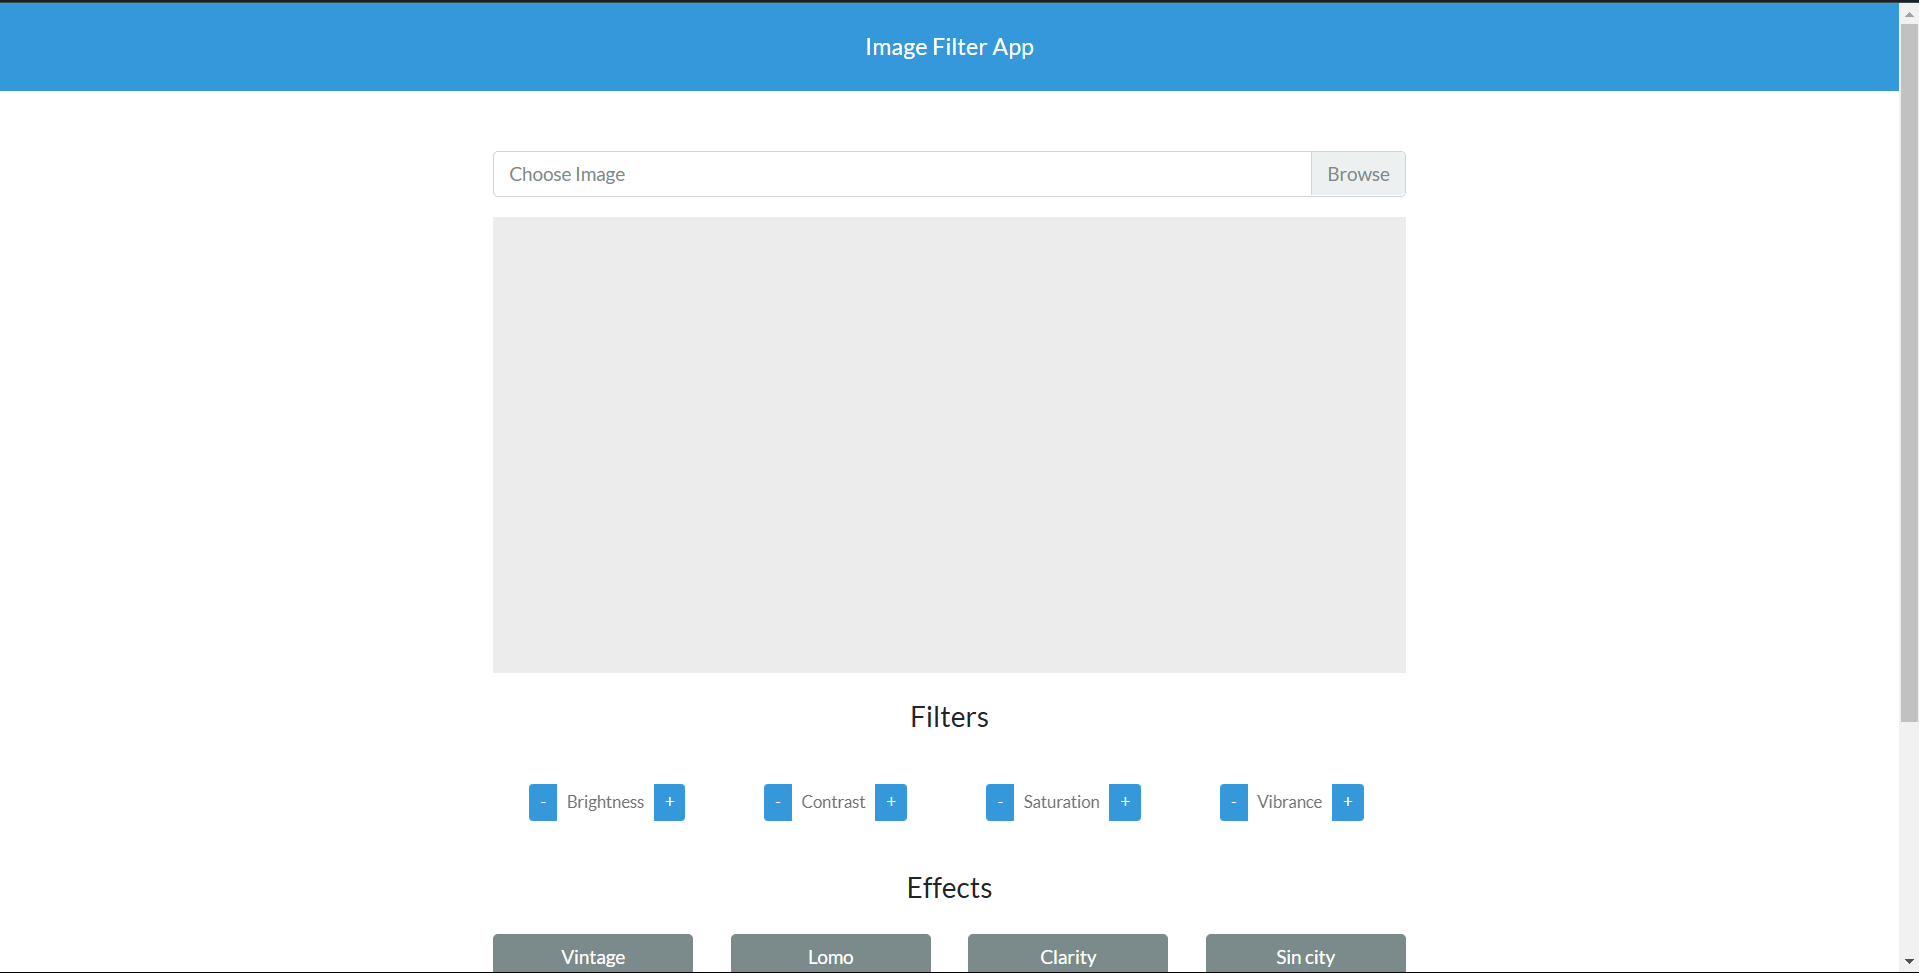 Image Filter App
Choose Image Browse
Filters
- Brightness + - Contrast + - Saturation + - Vibrance +
Effects
Vintage Lomo Clarity Sin city